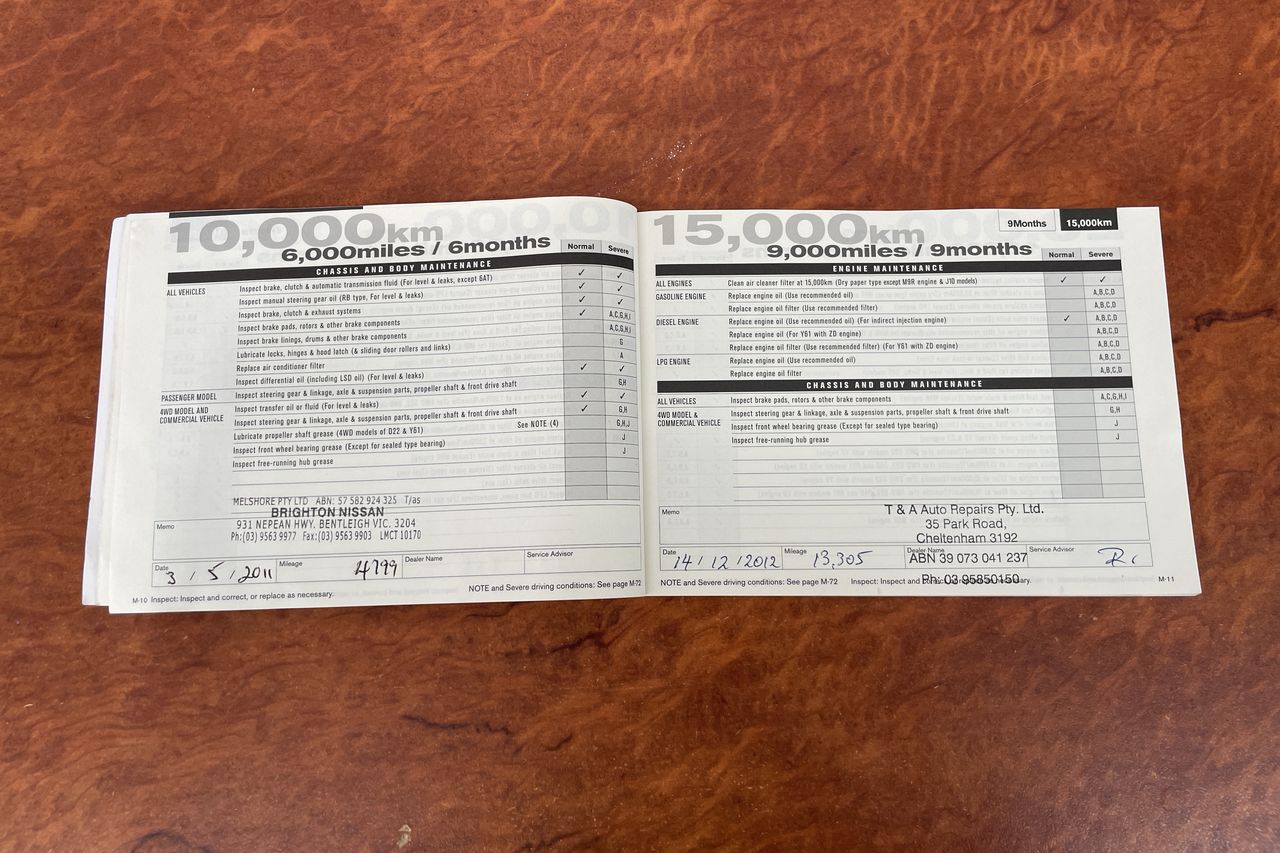 10,000km
6,000miles / 6months
Normal Severe
CHASSIS AND BODY MAINTENANCE
ALL VEHICLES Inspect brake, clutch & automatic transmission fluid (For level & leaks, except 6AT) ✓ ✓
Inspect manual steering gear oil (RB type, For level & leaks) ✓ ✓
Inspect brake, clutch & exhaust systems ✓ ✓
Inspect brake pads, rotors & other brake components ✓ A,C,G,H,I
Inspect brake linings, drums & other brake components A,C,G,H,I
Lubricate locks, hinges & hood latch (& sliding door rollers and links) G
Replace air conditioner filter A
Inspect differential oil (including LSD oil) (For level & leaks) ✓ ✓
PASSENGER MODEL Inspect steering gear & linkage, axle & suspension parts, propeller shaft & front drive shaft G,H
4WD MODEL AND COMMERCIAL VEHICLE Inspect transfer oil or fluid (For level & leaks) ✓ ✓
Inspect steering gear & linkage, axle & suspension parts, propeller shaft & front drive shaft ✓ G,H
Lubricate propeller shaft grease (4WD models of D22 & Y61) See NOTE (4) G,H,J
Inspect front wheel bearing grease (Except for sealed type bearing) J
Inspect free-running hub grease J
MELSHORE PTY LTD ABN: 57 582 924 325 T/as
BRIGHTON NISSAN
Memo 931 NEPEAN HWY. BENTLEIGH VIC. 3204
Ph:(03) 9563 9977 Fax:(03) 9563 9903 LMCT 10170
Date 3 / 5 / 2011 Mileage 4799 Dealer Name Service Advisor
NOTE and Severe driving conditions: See page M-72
M-10 Inspect: Inspect and correct, or replace as necessary.
15,000km
9,000miles / 9months
9Months 15,000km
Normal Severe
ENGINE MAINTENANCE
ALL ENGINES Clean air cleaner filter at 15,000km (Dry paper type except M9R engine & J10 models) ✓ ✓
GASOLINE ENGINE Replace engine oil (Use recommended oil) A,B,C,D
Replace engine oil filter (Use recommended filter) A,B,C,D
DIESEL ENGINE Replace engine oil (Use recommended oil) (For indirect injection engine) ✓ A,B,C,D
Replace engine oil (For Y61 with ZD engine) A,B,C,D
Replace engine oil filter (Use recommended filter) (For Y61 with ZD engine) A,B,C,D
LPG ENGINE Replace engine oil (Use recommended oil) A,B,C,D
Replace engine oil filter A,B,C,D
CHASSIS AND BODY MAINTENANCE
ALL VEHICLES Inspect brake pads, rotors & other brake components A,C,G,H,I
4WD MODEL & COMMERCIAL VEHICLE Inspect steering gear & linkage, axle & suspension parts, propeller shaft & front drive shaft G,H
Inspect front wheel bearing grease (Except for sealed type bearing) J
Inspect free-running hub grease J
Memo T & A Auto Repairs Pty. Ltd.
35 Park Road,
Cheltenham 3192
Date 14 / 12 / 2012 Mileage 13,305 Dealer Name ABN 39 073 041 237 Service Advisor
NOTE and Severe driving conditions: See page M-72 Inspect: Inspect and Ph: 03 95850150 M-11